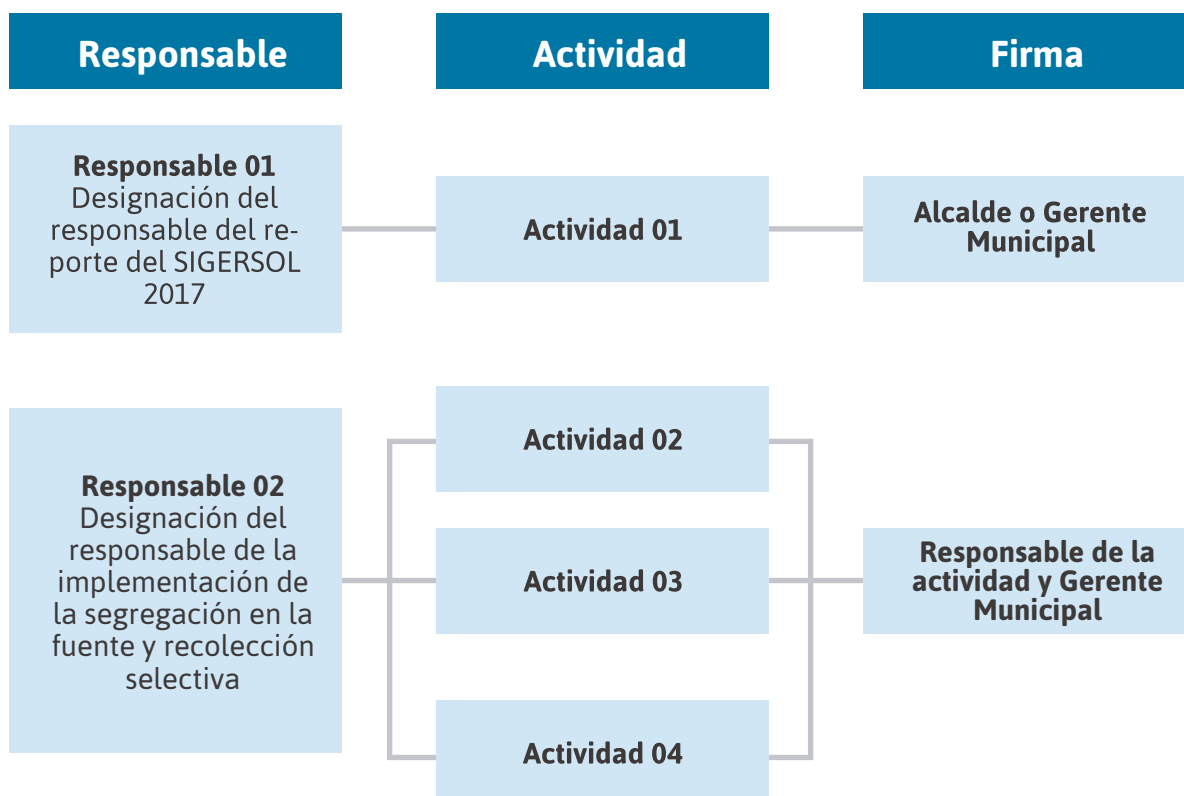 Responsable
Actividad
Firma
Responsable 01
Designación del
responsable del re-
porte del SIGERSOL
2017
Actividad 01
Alcalde o Gerente
Municipal
Responsable 02
Designación del
responsable de la
implementación de
la segregación en la
fuente y recolección
selectiva
Actividad 02
Actividad 03
Actividad 04
Responsable de la
actividad y Gerente
Municipal